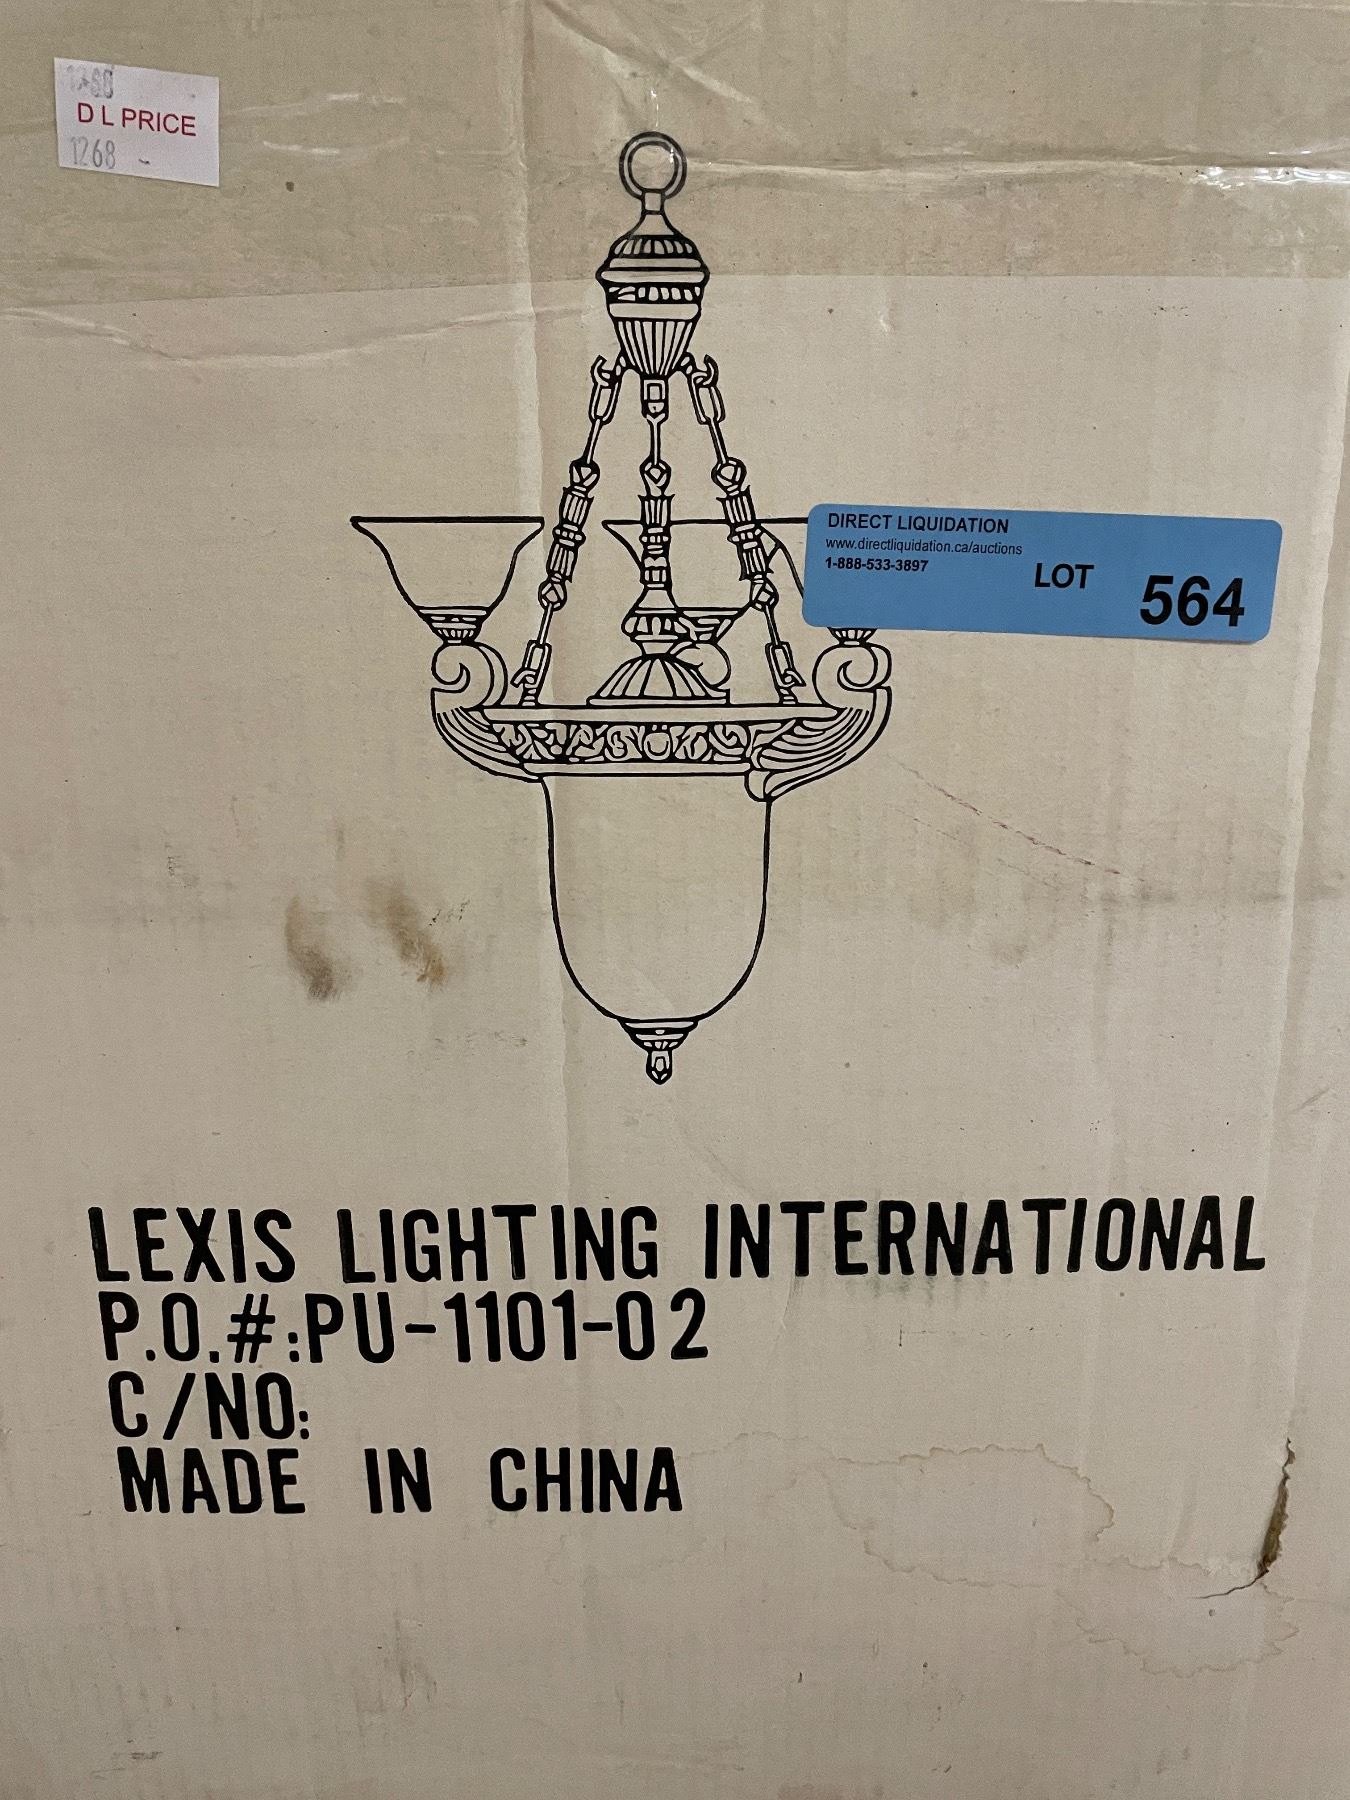 D L PRICE
1268 -
DIRECT LIQUIDATION
www.directliquidation.ca/auctions
1-888-533-3897
LOT 564
LEXIS LIGHTING INTERNATIONAL
P.O.#:PU-1101-02
C/NO:
MADE IN CHINA